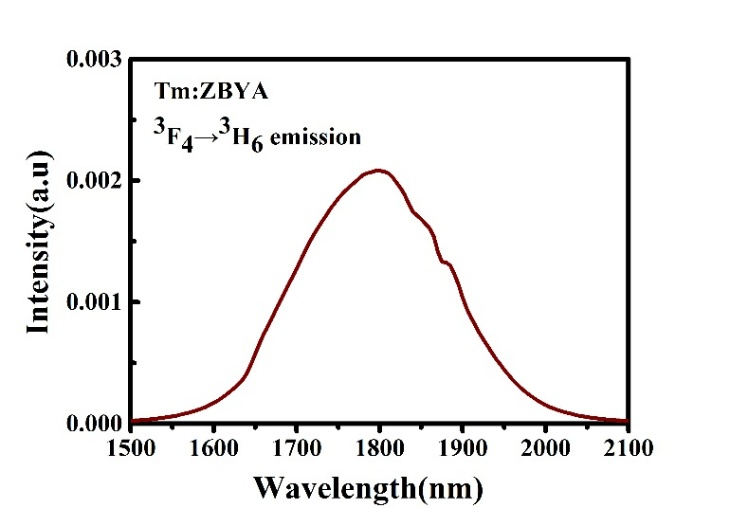 0.003
Tm:ZBYA
³F₄→³H₆ emission
0.002
Intensity(a.u)
0.001
0.000
1500 1600 1700 1800 1900 2000 2100
Wavelength(nm)